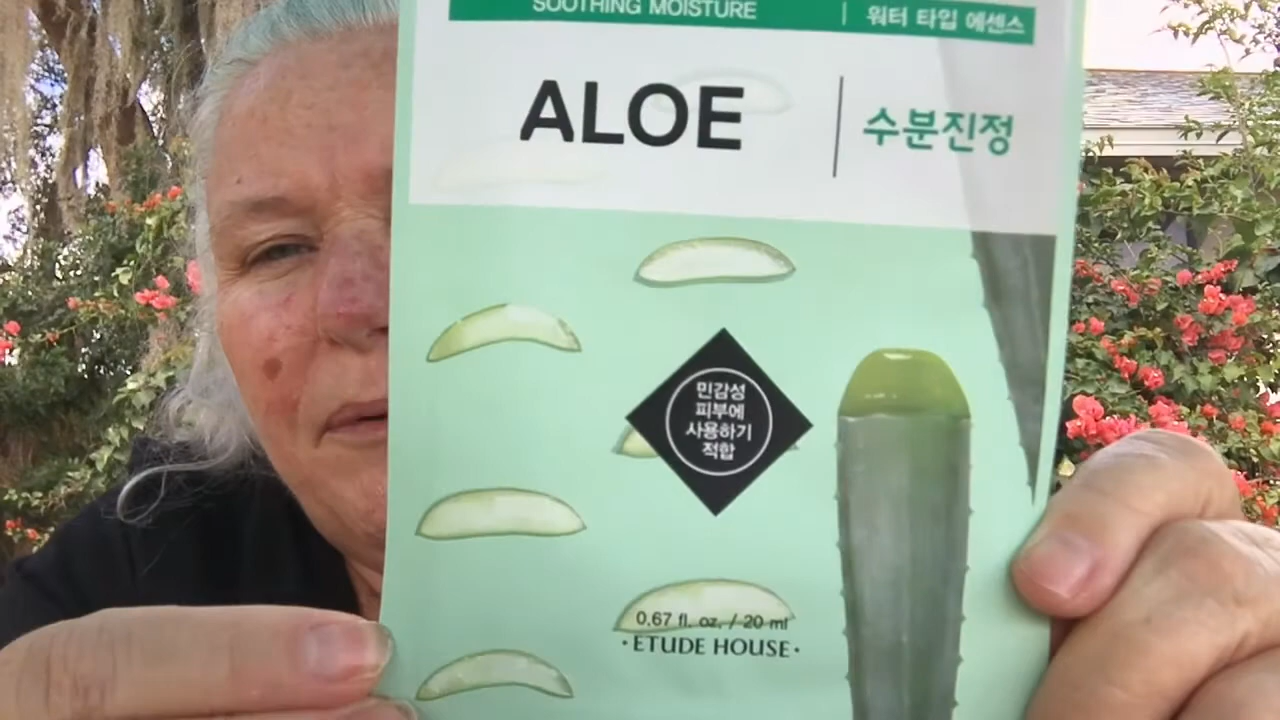 SOOTHING MOISTURE | 워터 타입 에센스
ALOE | 수분진정
민감성
피부에
사용하기
적합
0.67 fl. oz. / 20 ml
·ETUDE HOUSE·